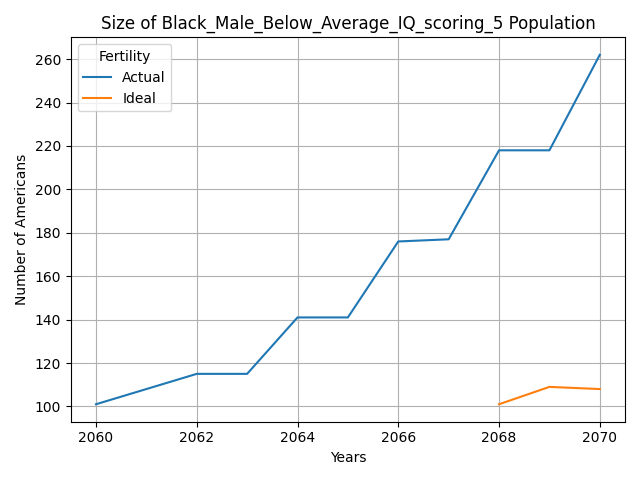 Size of Black_Male_Below_Average_IQ_scoring_5 Population
Fertility
Actual
Ideal
260
240
220
200
180
160
140
120
100
Number of Americans
2060
2062
2064
2066
2068
2070
Years